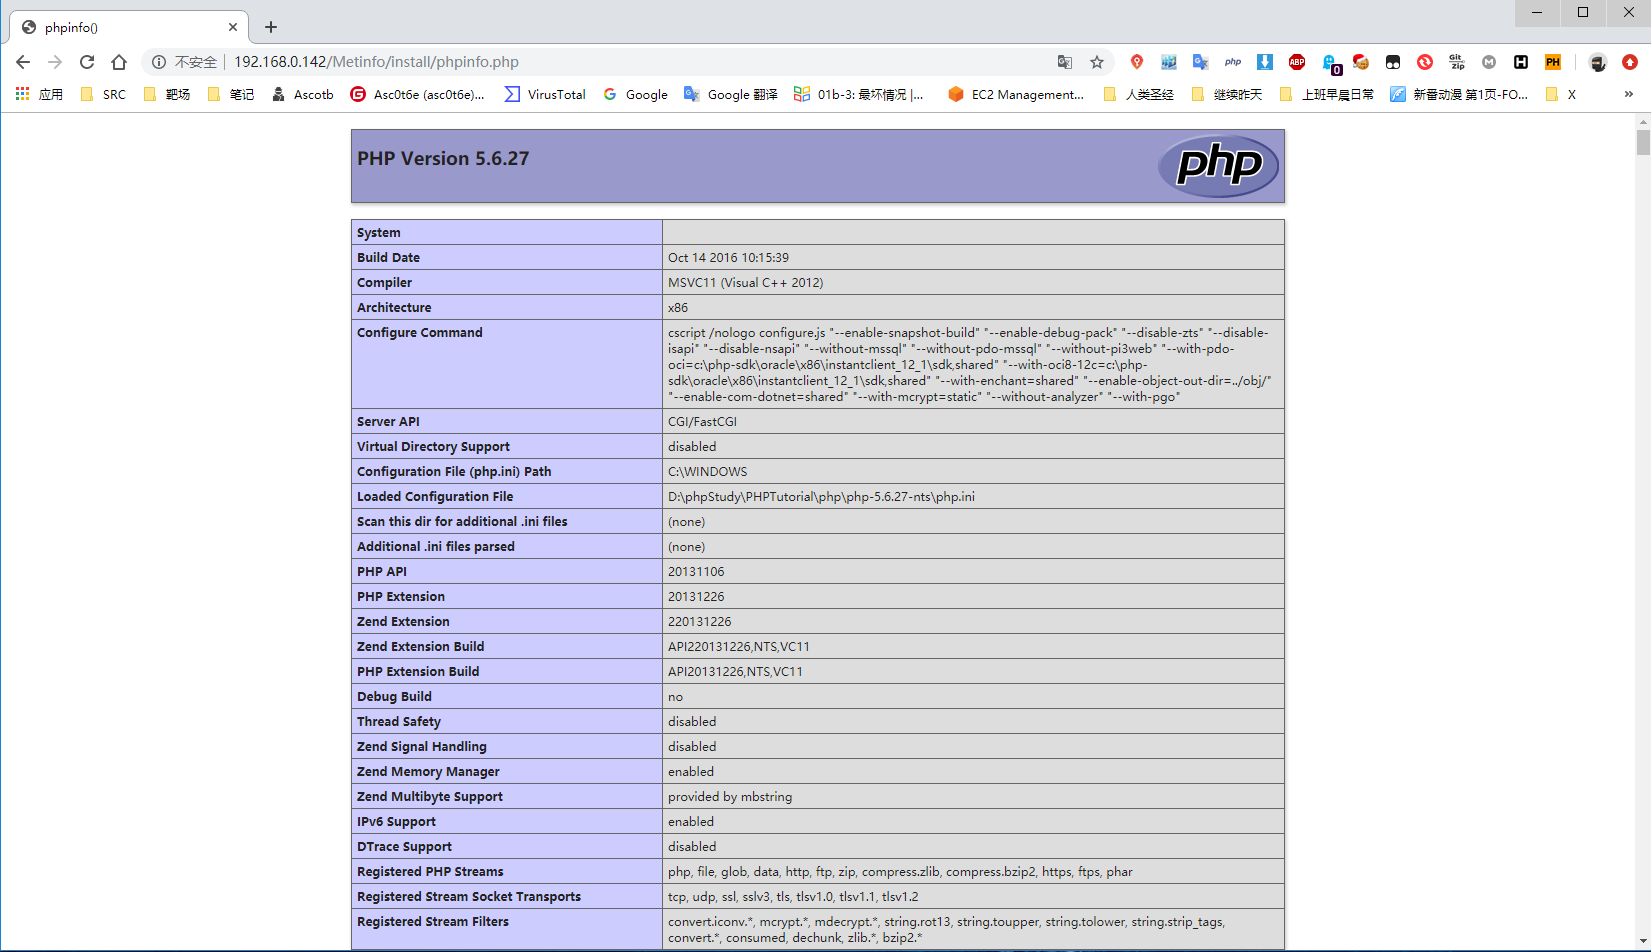 phpinfo()
不安全 192.168.0.142/Metinfo/install/phpinfo.php
php ABP 0 Git zip M H PH
应用 SRC 靶场 笔记 Ascotb Asc0t6e (asc0t6e)... VirusTotal Google Google 翻译 01b-3: 最坏情况 |... EC2 Management... 人类圣经 继续昨天 上班早晨日常 新番动漫 第1页-FO... X »
PHP Version 5.6.27 php
System
Build Date Oct 14 2016 10:15:39
Compiler MSVC11 (Visual C++ 2012)
Architecture x86
Configure Command cscript /nologo configure.js "--enable-snapshot-build" "--enable-debug-pack" "--disable-zts" "--disable-
isapi" "--disable-nsapi" "--without-mssql" "--without-pdo-mssql" "--without-pi3web" "--with-pdo-
oci=c:\php-sdk\oracle\x86\instantclient_12_1\sdk,shared" "--with-oci8-12c=c:\php-
sdk\oracle\x86\instantclient_12_1\sdk,shared" "--with-enchant=shared" "--enable-object-out-dir=../obj/"
"--enable-com-dotnet=shared" "--with-mcrypt=static" "--without-analyzer" "--with-pgo"
Server API CGI/FastCGI
Virtual Directory Support disabled
Configuration File (php.ini) Path C:\WINDOWS
Loaded Configuration File D:\phpStudy\PHPTutorial\php\php-5.6.27-nts\php.ini
Scan this dir for additional .ini files (none)
Additional .ini files parsed (none)
PHP API 20131106
PHP Extension 20131226
Zend Extension 220131226
Zend Extension Build API220131226,NTS,VC11
PHP Extension Build API20131226,NTS,VC11
Debug Build no
Thread Safety disabled
Zend Signal Handling disabled
Zend Memory Manager enabled
Zend Multibyte Support provided by mbstring
IPv6 Support enabled
DTrace Support disabled
Registered PHP Streams php, file, glob, data, http, ftp, zip, compress.zlib, compress.bzip2, https, ftps, phar
Registered Stream Socket Transports tcp, udp, ssl, sslv3, tls, tlsv1.0, tlsv1.1, tlsv1.2
Registered Stream Filters convert.iconv.*, mcrypt.*, mdecrypt.*, string.rot13, string.toupper, string.tolower, string.strip_tags,
convert.*, consumed, dechunk, zlib.*, bzip2.*